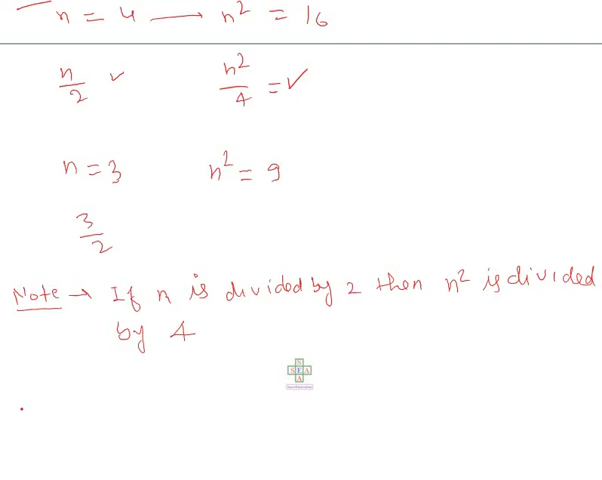 n = 4 → n² = 16
n/2 ✓ n²/4 = ✓
n = 3 n² = 9
3/2
Note → If n is divided by 2 then n² is divided
by 4
S
SEA
A